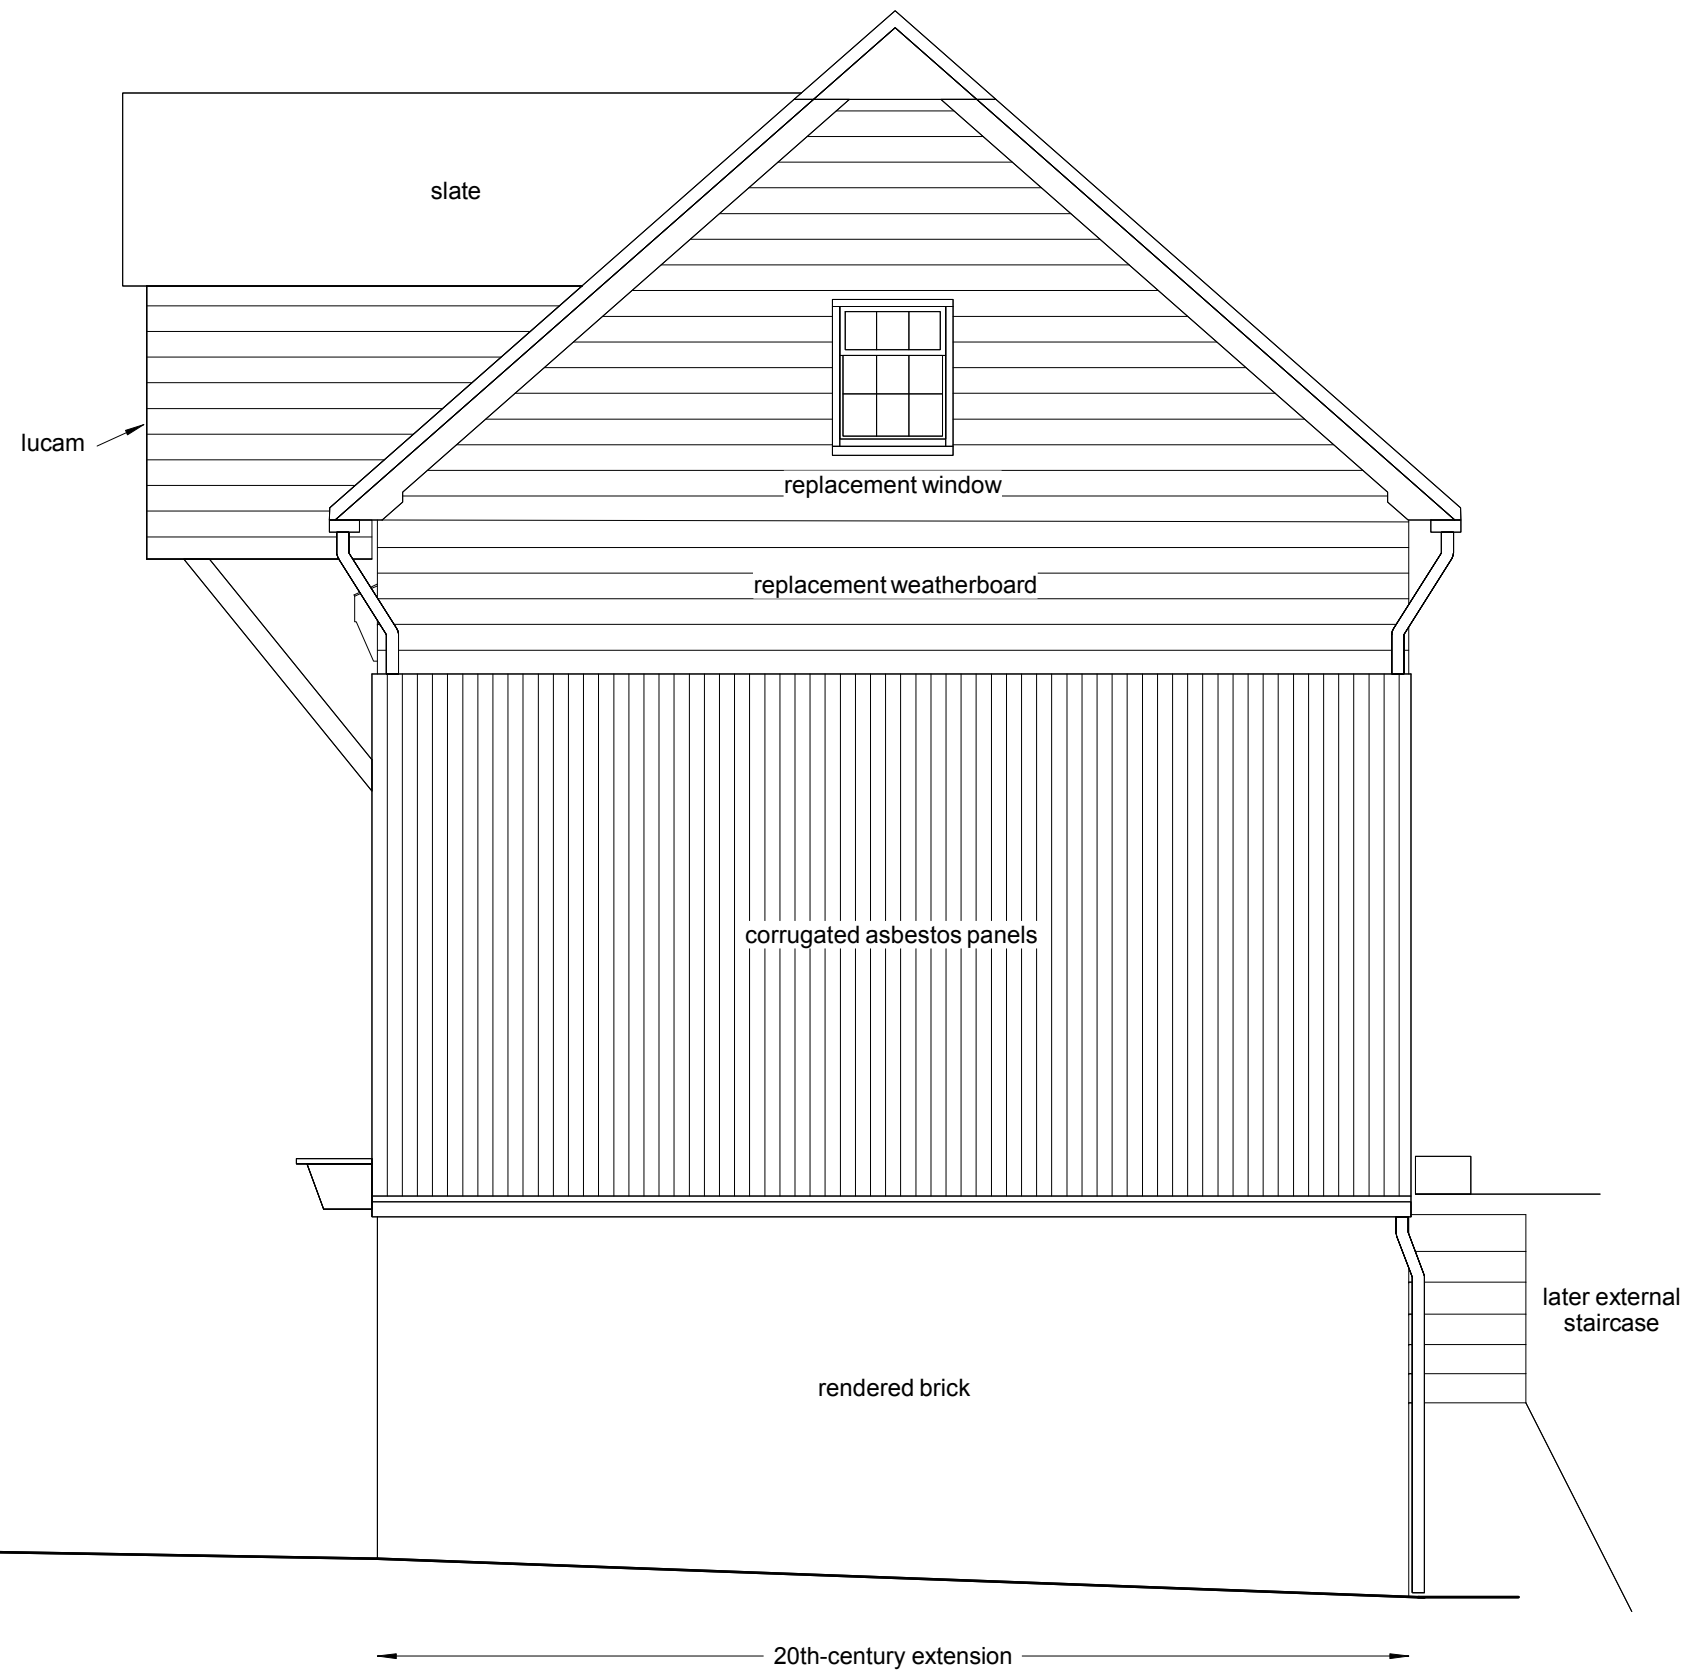 slate
lucam
replacement window
replacement weatherboard
corrugated asbestos panels
later external
staircase
rendered brick
20th-century extension